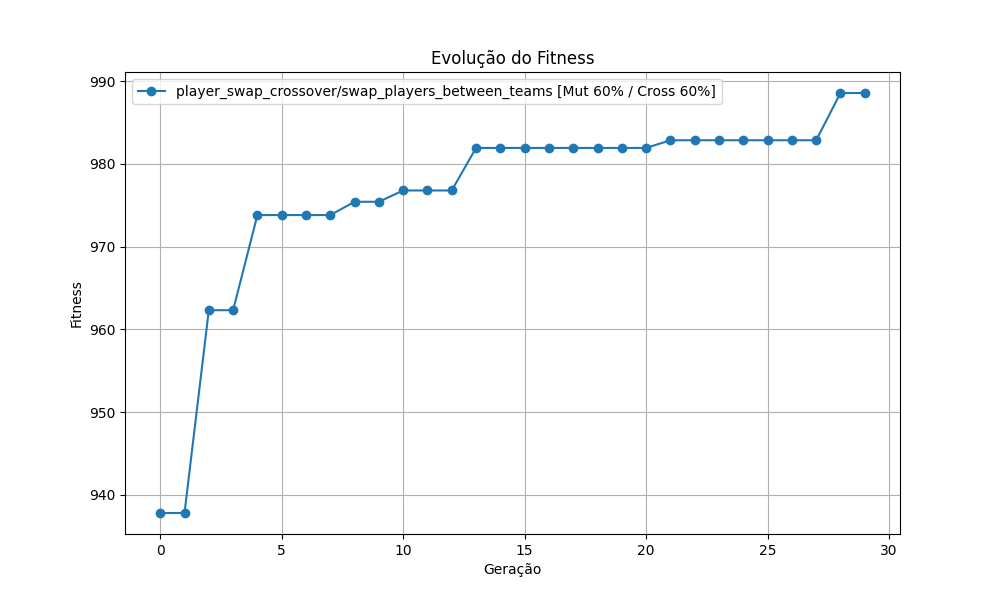 Evolução do Fitness
player_swap_crossover/swap_players_between_teams [Mut 60% / Cross 60%]
990
980
970
960
950
940
Fitness
0 5 10 15 20 25 30
Geração